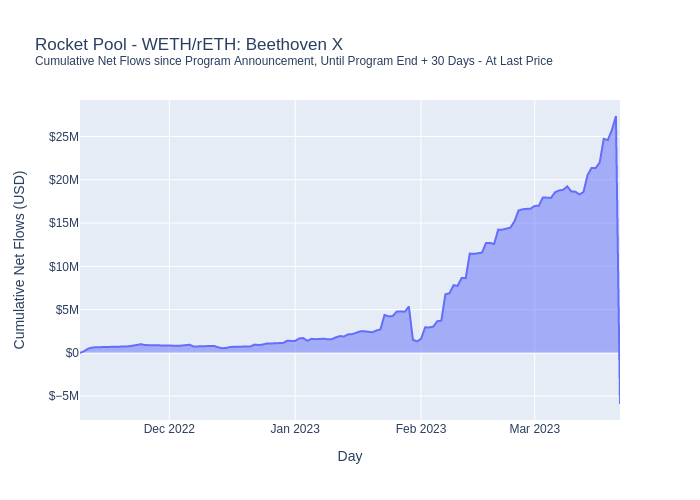 Rocket Pool - WETH/rETH: Beethoven X
Cumulative Net Flows since Program Announcement, Until Program End + 30 Days - At Last Price
Cumulative Net Flows (USD)
$25M
$20M
$15M
$10M
$5M
$0
$−5M
Dec 2022
Jan 2023
Feb 2023
Mar 2023
Day